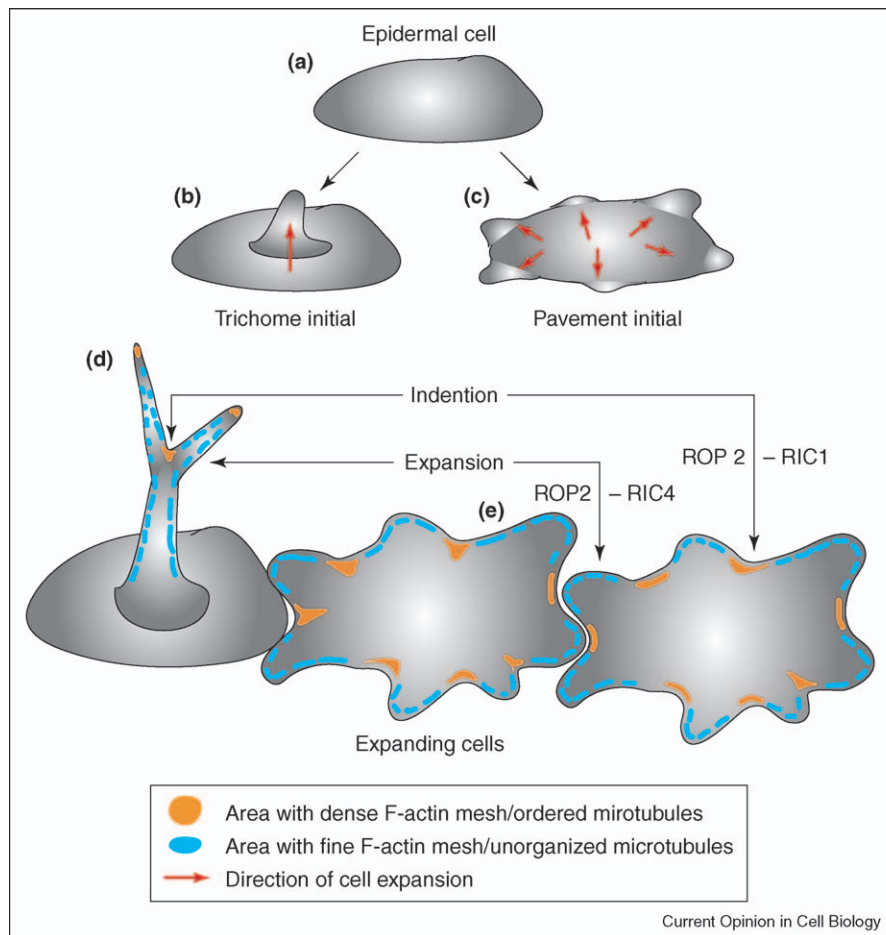 Epidermal cell
(a)
(b)
(c)
Trichome initial
Pavement initial
(d)
Indention
Expansion
ROP 2 – RIC1
ROP2 – RIC4
(e)
Expanding cells
Area with dense F-actin mesh/ordered mirotubules
Area with fine F-actin mesh/unorganized microtubules
Direction of cell expansion
Current Opinion in Cell Biology